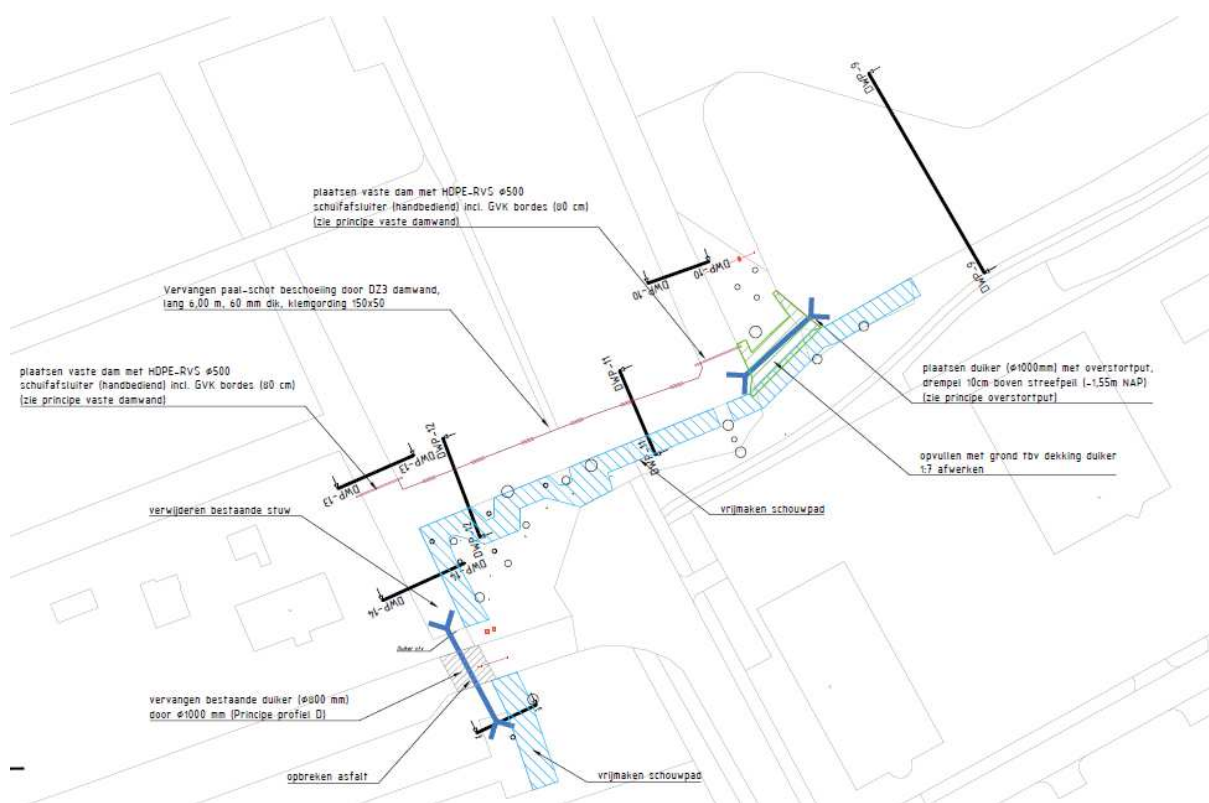 DWP-9
plaatsen vaste dam met HDPE-RVS ø500
schuifafsluiter (handbediend) incl. GVK bordes (80 cm)
(zie principe vaste damwand)
DWP-10
DWP-10
DWP-9
Vervangen paal-schot beschoeiing door DZ3 damwand,
lang 6,00 m, 60 mm dik, klemgording 150x50
DWP-11
plaatsen vaste dam met HDPE-RVS ø500
schuifafsluiter (handbediend) incl. GVK bordes (80 cm)
(zie principe vaste damwand)
plaatsen duiker (ø1000mm) met overstortput,
drempel 10cm boven streefpeil (-1,55m NAP)
(zie principe overstortput)
DWP-12
DWP-11
DWP-13
DWP-13
opvullen met grond tbv dekking duiker
1:7 afwerken
verwijderen bestaande stuw
vrijmaken schouwpad
DWP-12
DWP-14
DWP-14
vervangen bestaande duiker (ø800 mm)
door ø1000 mm (Principe profiel D)
opbreken asfalt
vrijmaken schouwpad